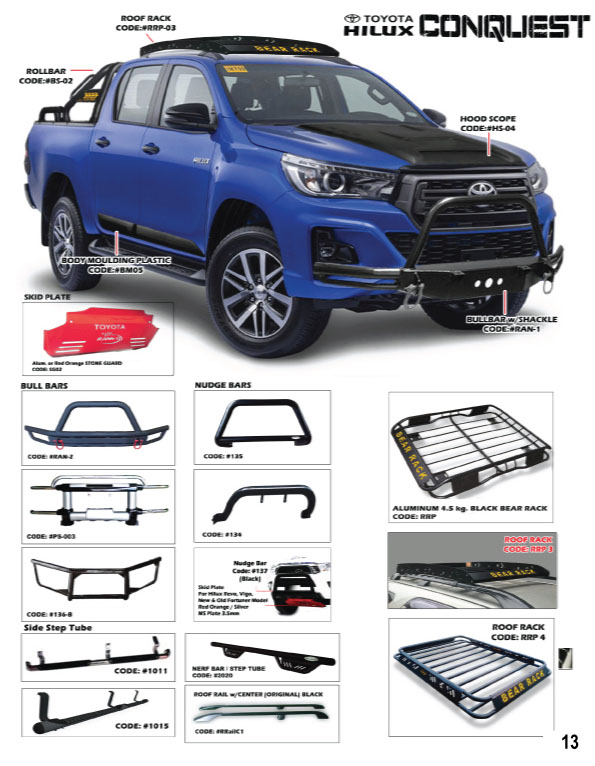 TOYOTA
HILUX CONQUEST
ROOF RACK
CODE:#RRP-03
BEAR RACK
ROLLBAR
CODE:#BS-02
HOOD SCOPE
CODE:#HS-04
HILUX
BODY MOULDING PLASTIC
CODE:#BM05
BULLBAR w/SHACKLE
CODE:#RAN-1
SKID PLATE
TOYOTA
Alum. or Red Orange STONE GUARD
CODE: SG02
BULL BARS
CODE: #RAN-2
CODE: #PS-003
CODE: #136-B
NUDGE BARS
CODE: #135
CODE: #134
Nudge Bar
Code: #137
(Black)
Skid Plate
For Hilux Revo, Vigo,
New & Old Fortuner Model
Red Orange / Silver
MS Plate 3.5mm
BEAR RACK
ALUMINUM 4.5 kg. BLACK BEAR RACK
CODE: RRP
ROOF RACK
CODE: RRP 3
BEAR RACK
ROOF RACK
CODE: RRP 4
BEAR RACK
Side Step Tube
CODE: #1011
CODE: #1015
NERF BAR / STEP TUBE
CODE: #2020
ROOF RAIL w/CENTER (ORIGINAL) BLACK
CODE: #RRailC1
13